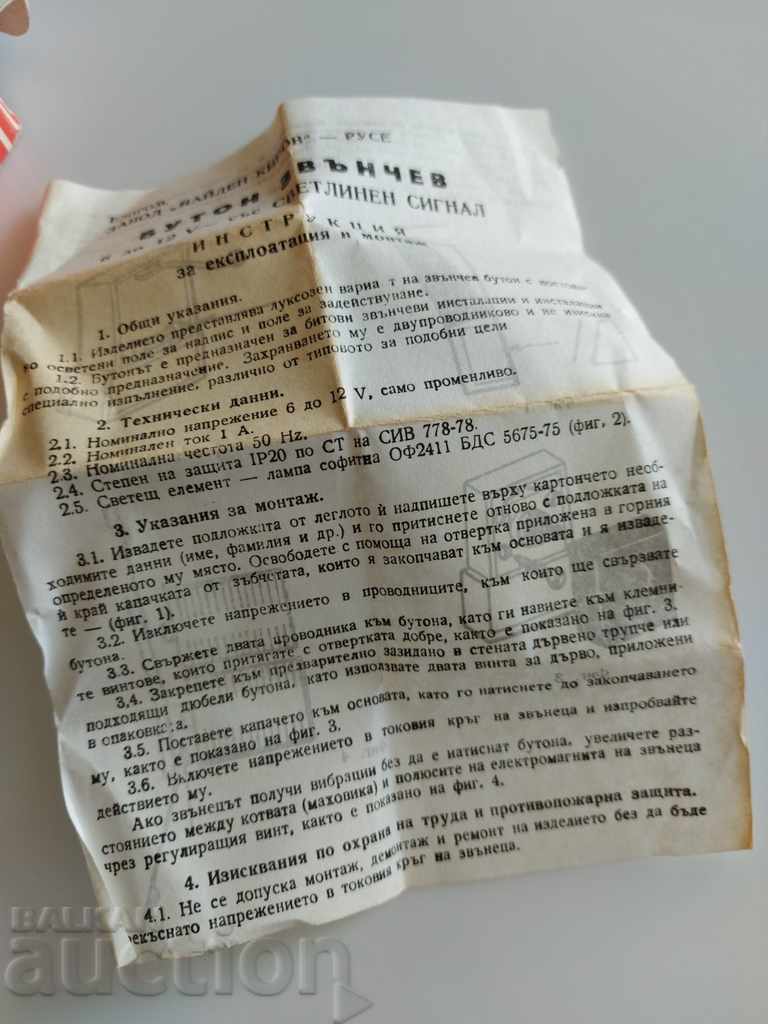 — РУСЕ
ЗАВОД „НАЙДЕН КИРОВ“
БУТОН ЗВЪНЧЕВ
СВЕТЛИНЕН СИГНАЛ
ИНСТРУКЦИЯ
за експлоатация и монтаж
1. Общи указания.
1.1. Изделието представлява луксозен вариа т на звънчев бутон с
осветени поле за надпис и поле за задействуване.
1.2. Бутонът е предназначен за битови звънчеви инсталации и инсталации
с подобно предназначение. Захранването му е двупроводниково и не изисква
специално изпълнение, различно от типовото за подобни цели
2. Технически данни.
2.1. Номинално напрежение 6 до 12 V, само променливо.
2.2. Номинален ток 1 А.
2.3. Номинална честота 50 Hz.
2.4. Степен на защита IP20 по СТ на СИВ 778-78.
2.5. Светещ елемент — лампа софитна ОФ2411 БДС 5675-75 (фиг. 2).
3. Указания за монтаж.
3.1. Извадете подложката от леглото й надпишете върху картончето необ-
ходимите данни (име, фамилия и др.) и го притиснете отново с подложката на
определеното му място. Освободете с помоща на отвертка приложена в горния
й край капачката от зъбчетата, които я закопчават към основата и я изваде-
те — (фиг. 1).
3.2. Изключете напрежението в проводниците, към които ще свързвате
бутона.
3.3. Свържете двата проводника към бутона, като ги навиете към клемни-
те винтове, които притягате с отвертката добре, както е показано на фиг. 3.
3,4. Закрепете към предварително зазидано в стената дървено трупче или
подходящи дюбели бутона, като използвате двата винта за дърво, приложени
в опаковката.
3.5. Поставете капачето към основата, като го натиснете до закопчаването
му, както е показано на фиг. 3.
3.6. Включете напрежението в токовия кръг на звънеца и изпробвайте
действието му.
Ако звънецът получи вибрации без да е натиснат бутона, увеличете раз-
стоянието между котвата (маховика) и полюсите на електромагнита на звънеца
чрез регулиращия винт, както е показано на фиг. 4.
4. Изисквания по охрана на труда и противопожарна защита.
4.1. Не се допуска монтаж, демонтаж и ремонт на изделието без да бъде
рекъснато напрежението в токовия кръг на звънеца.
BALKAN
auction